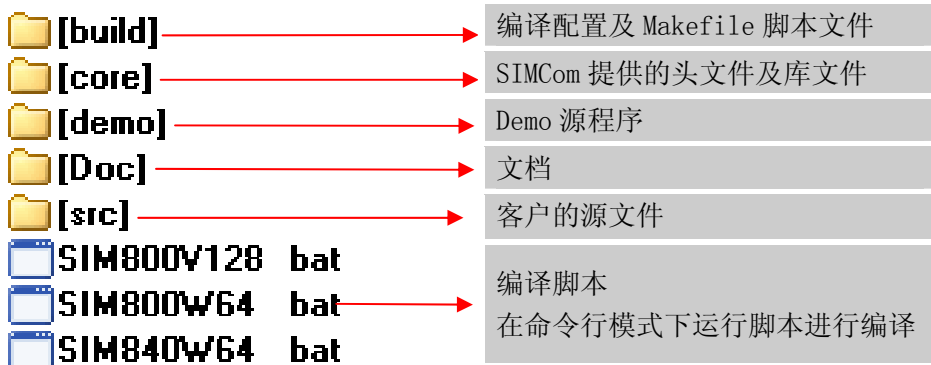 [build] 编译配置及 Makefile 脚本文件
[core] SIMCom 提供的头文件及库文件
[demo] Demo 源程序
[Doc] 文档
[src] 客户的源文件
SIM800V128 bat
SIM800W64 bat
SIM840W64 bat
编译脚本
在命令行模式下运行脚本进行编译